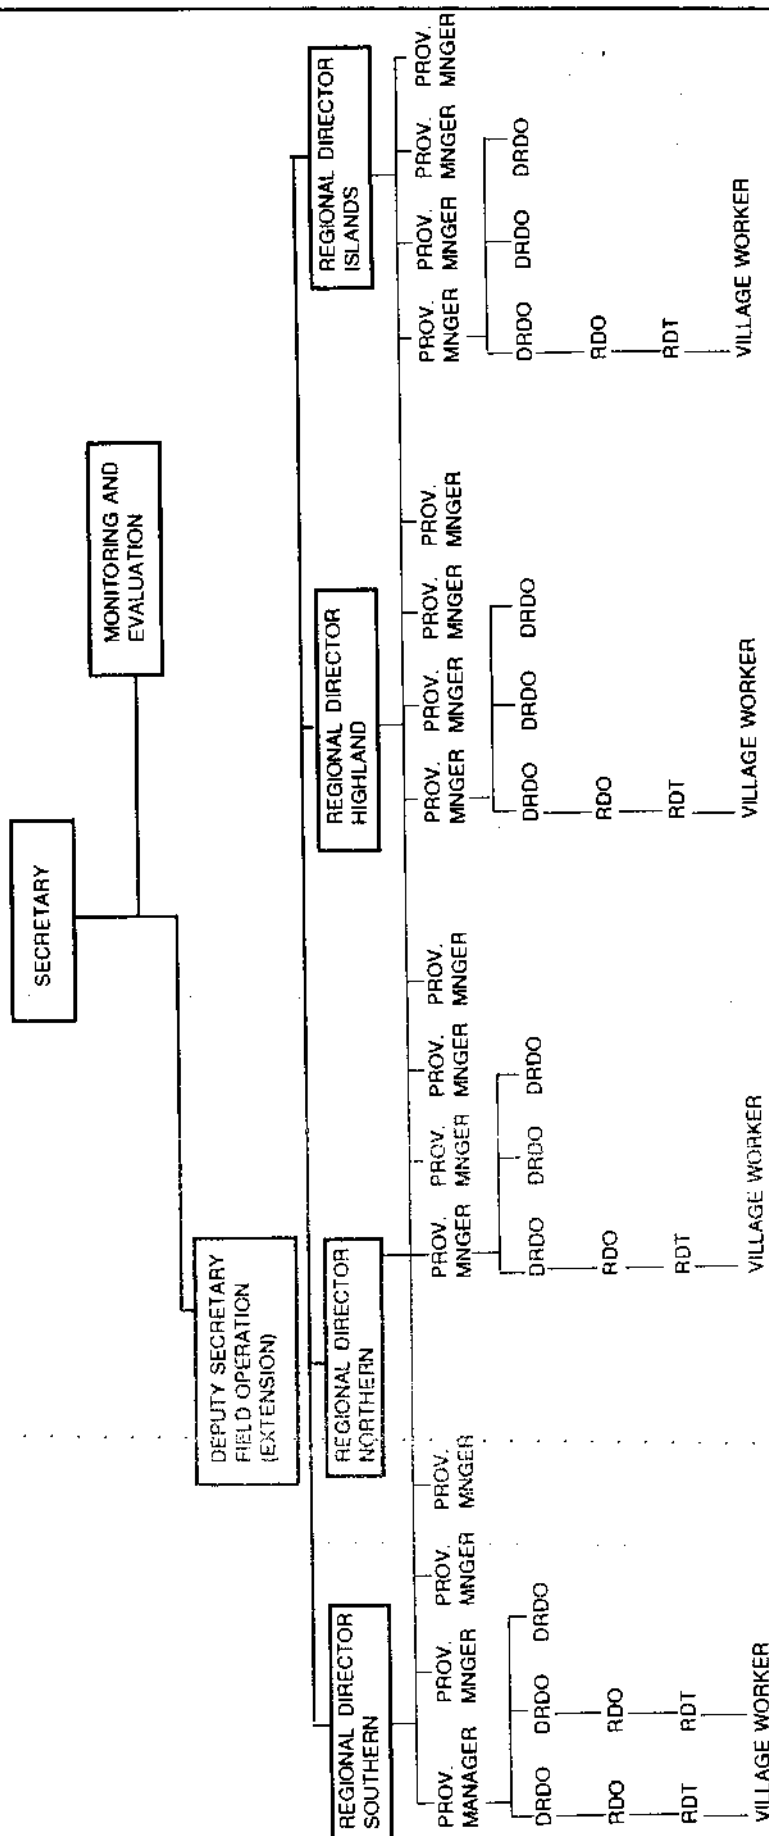 SECRETARY
MONITORING AND
EVALUATION
DEPUTY SECRETARY
FIELD OPERATION
(EXTENSION)
REGIONAL DIRECTOR
SOUTHERN
REGIONAL DIRECTOR
NORTHERN
REGIONAL DIRECTOR
HIGHLAND
REGIONAL DIRECTOR
ISLANDS
PROV.
MANAGER
PROV.
MNGER
PROV.
MNGER
PROV.
MNGER
PROV.
MNGER
PROV.
MNGER
PROV.
MNGER
PROV.
MNGER
PROV.
MNGER
PROV.
MNGER
PROV.
MNGER
PROV.
MNGER
PROV.
MNGER
PROV.
MNGER
PROV.
MNGER
PROV.
MNGER
DRDO DRDO DRDO
DRDO DRDO DRDO
DRDO DRDO DRDO
DRDO DRDO DRDO
RDO RDO
RDO
RDO
RDO
RDT RDT
RDT
RDT
RDT
VILLAGE WORKER
VILLAGE WORKER
VILLAGE WORKER
VILLAGE WORKER